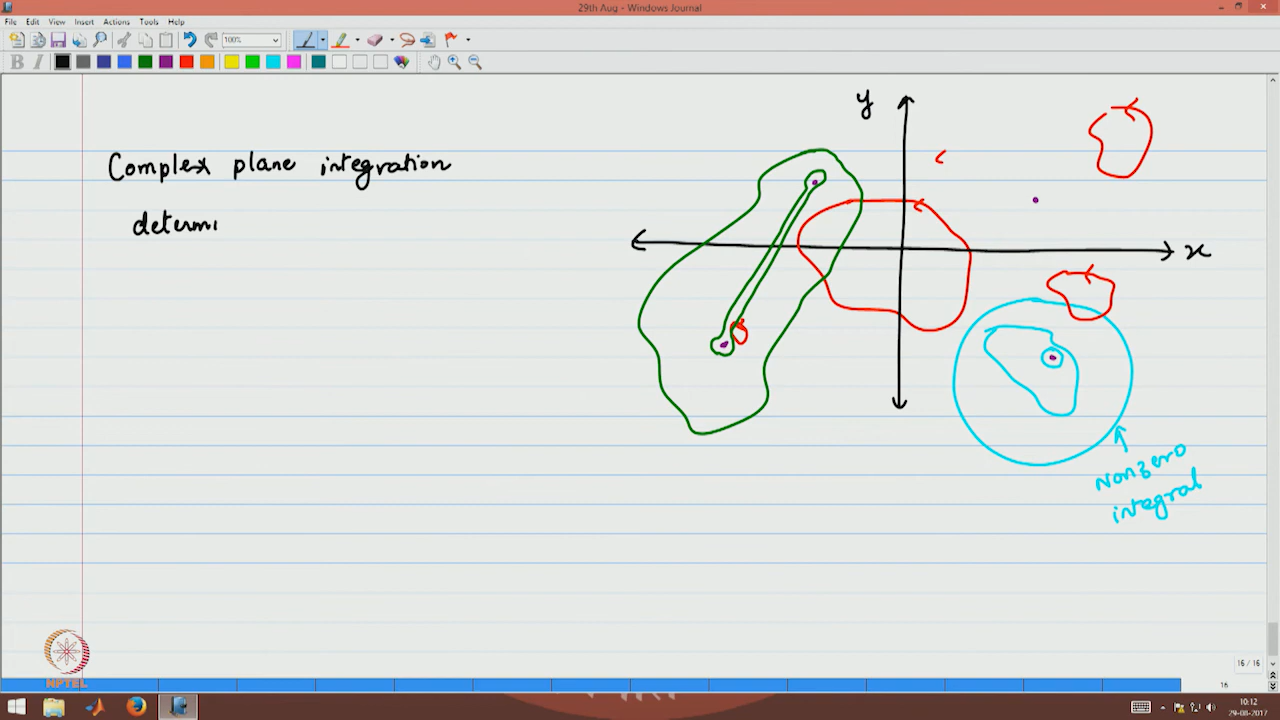 29th Aug - Windows Journal
File Edit View Insert Actions Tools Help
100%
Complex plane integration
determi
y
x
Nonzero
integral
NPTEL
16 / 16
16
10:12
29-08-2017